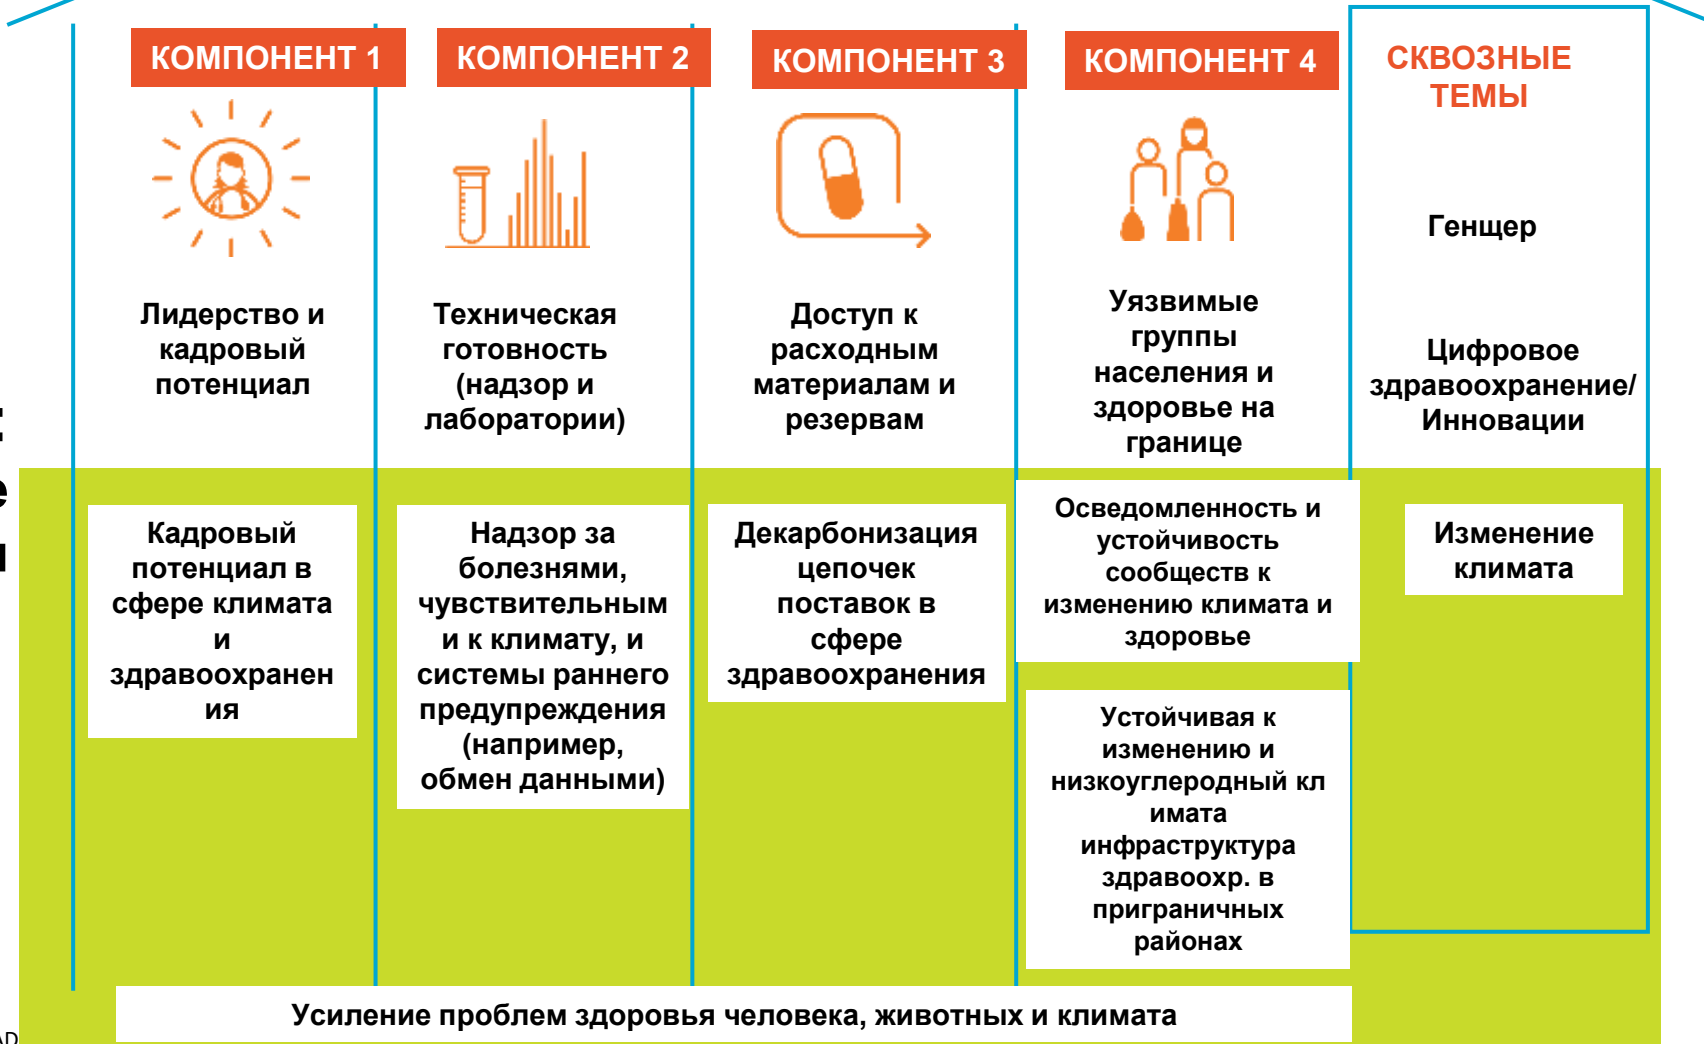 КОМПОНЕНТ 1
Лидерство и
кадровый
потенциал
Кадровый
потенциал в
сфере климата
и
здравоохранен
ия
КОМПОНЕНТ 2
Техническая
готовность
(надзор и
лаборатории)
Надзор за
болезнями,
чувствительным
и к климату, и
системы раннего
предупреждения
(например,
обмен данными)
КОМПОНЕНТ 3
Доступ к
расходным
материалам и
резервам
Декарбонизация
цепочек
поставок в
сфере
здравоохранения
КОМПОНЕНТ 4
Уязвимые
группы
населения и
здоровье на
границе
Осведомленность и
устойчивость
сообществ к
изменению климата и
здоровье
Устойчивая к
изменению и
низкоуглеродный кл
имата
инфраструктура
здравоохр. в
приграничных
районах
СКВОЗНЫЕ
ТЕМЫ
Генщер
Цифровое
здравоохранение/
Инновации
Изменение
климата
Усиление проблем здоровья человека, животных и климата